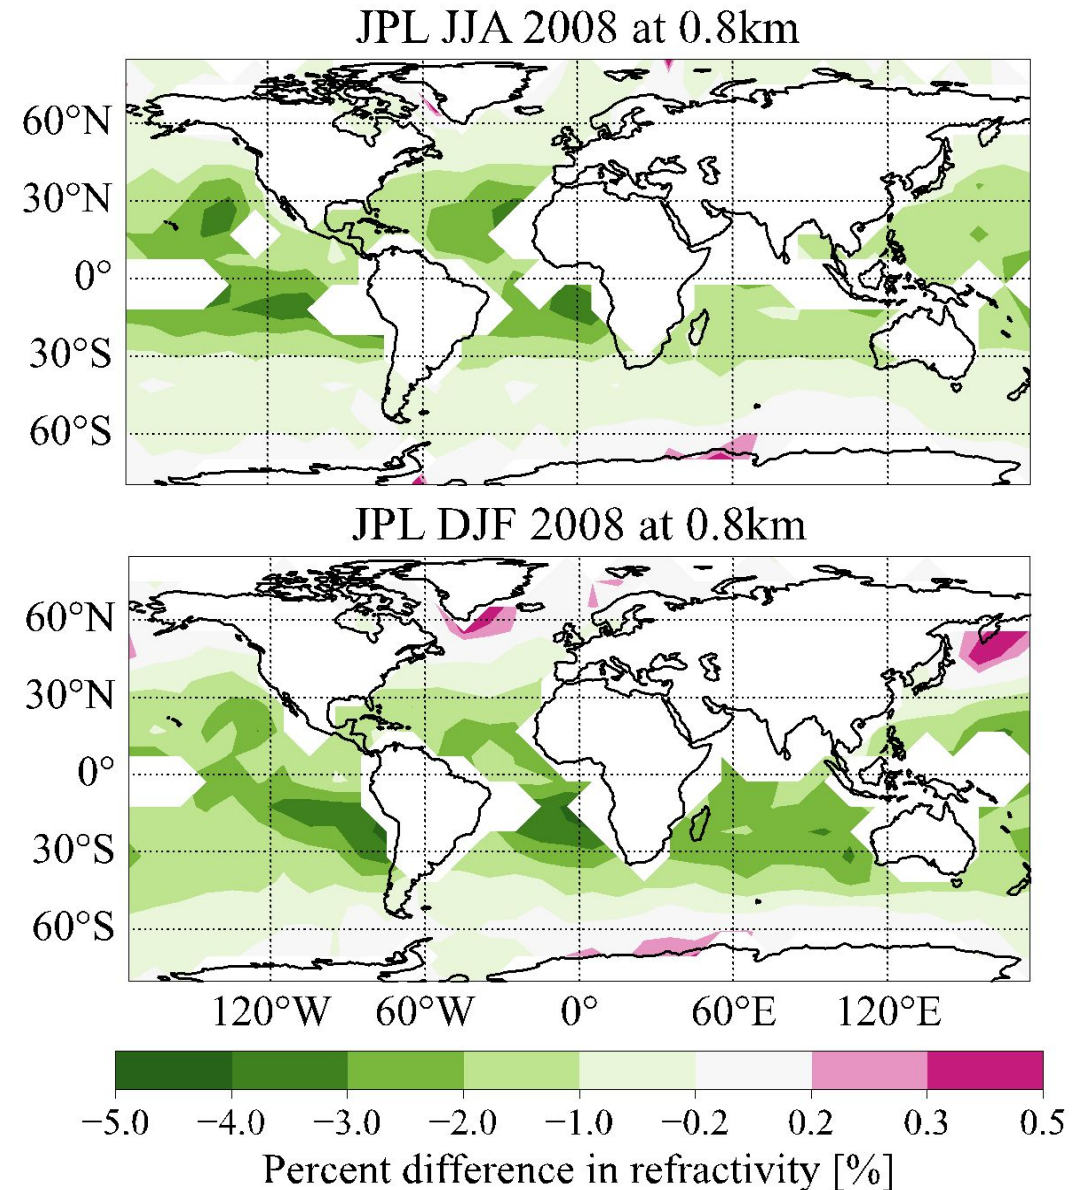 JPL JJA 2008 at 0.8km
60°N
30°N
0°
30°S
60°S
JPL DJF 2008 at 0.8km
60°N
30°N
0°
30°S
60°S
120°W 60°W 0° 60°E 120°E
−5.0 −4.0 −3.0 −2.0 −1.0 −0.2 0.2 0.3 0.5
Percent difference in refractivity [%]